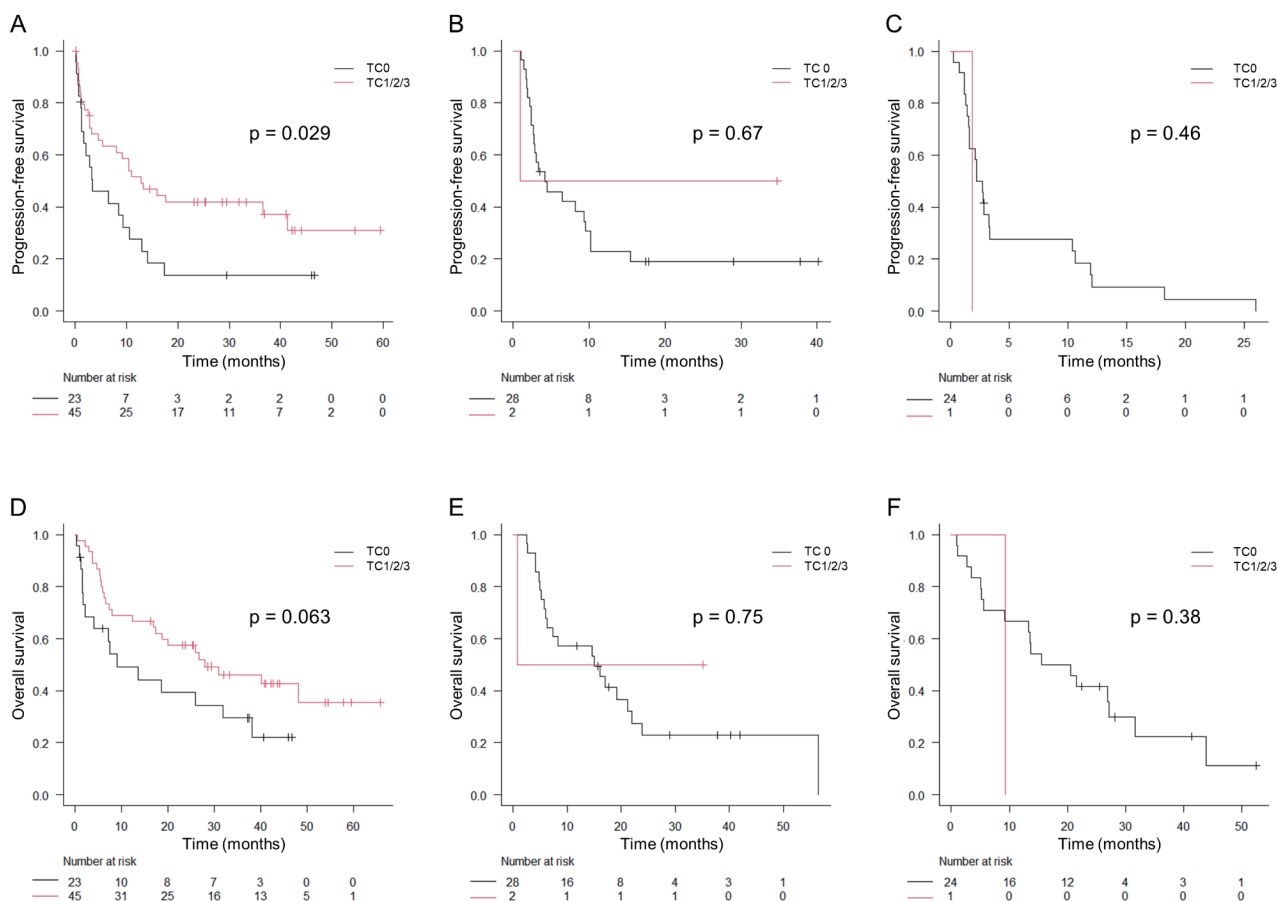 A
Progression-free survival
1.0
0.8
0.6
0.4
0.2
0.0
TC0
TC1/2/3
p = 0.029
0 10 20 30 40 50 60
Time (months)
Number at risk
23 7 3 2 2 0 0
45 25 17 11 7 2 0
B
Progression-free survival
1.0
0.8
0.6
0.4
0.2
0.0
TC 0
TC1/2/3
p = 0.67
0 10 20 30 40
Time (months)
28 8 3 2 1
2 1 1 1 0
C
Progression-free survival
1.0
0.8
0.6
0.4
0.2
0.0
TC0
TC1/2/3
p = 0.46
0 5 10 15 20 25
Time (months)
Number at risk
24 6 6 2 1 1
1 0 0 0 0 0
D
Overall survival
1.0
0.8
0.6
0.4
0.2
0.0
TC0
TC1/2/3
p = 0.063
0 10 20 30 40 50 60
Time (months)
Number at risk
23 10 8 7 3 0 0
45 31 25 16 13 5 1
E
Overall survival
1.0
0.8
0.6
0.4
0.2
0.0
TC 0
TC1/2/3
p = 0.75
0 10 20 30 40 50
Time (months)
Number at risk
28 16 8 4 3 1
2 1 1 1 0 0
F
Overall survival
1.0
0.8
0.6
0.4
0.2
0.0
TC0
TC1/2/3
p = 0.38
0 10 20 30 40 50
Time (months)
Number at risk
24 16 12 4 3 1
1 0 0 0 0 0